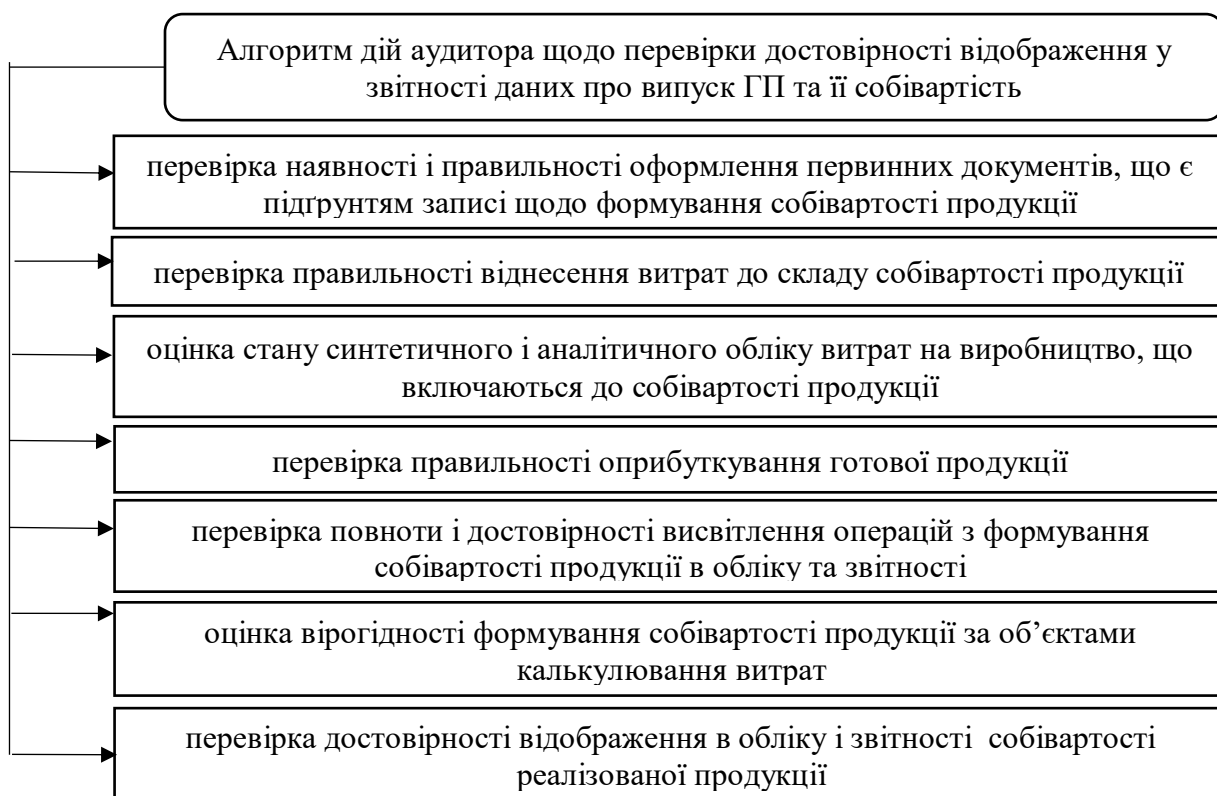 Алгоритм дій аудитора щодо перевірки достовірності відображення у
звітності даних про випуск ГП та її собівартість
перевірка наявності і правильності оформлення первинних документів, що є
підґрунтям записі щодо формування собівартості продукції
перевірка правильності віднесення витрат до складу собівартості продукції
оцінка стану синтетичного і аналітичного обліку витрат на виробництво, що
включаються до собівартості продукції
перевірка правильності оприбуткування готової продукції
перевірка повноти і достовірності висвітлення операцій з формування
собівартості продукції в обліку та звітності
оцінка вірогідності формування собівартості продукції за об’єктами
калькулювання витрат
перевірка достовірності відображення в обліку і звітності собівартості
реалізованої продукції